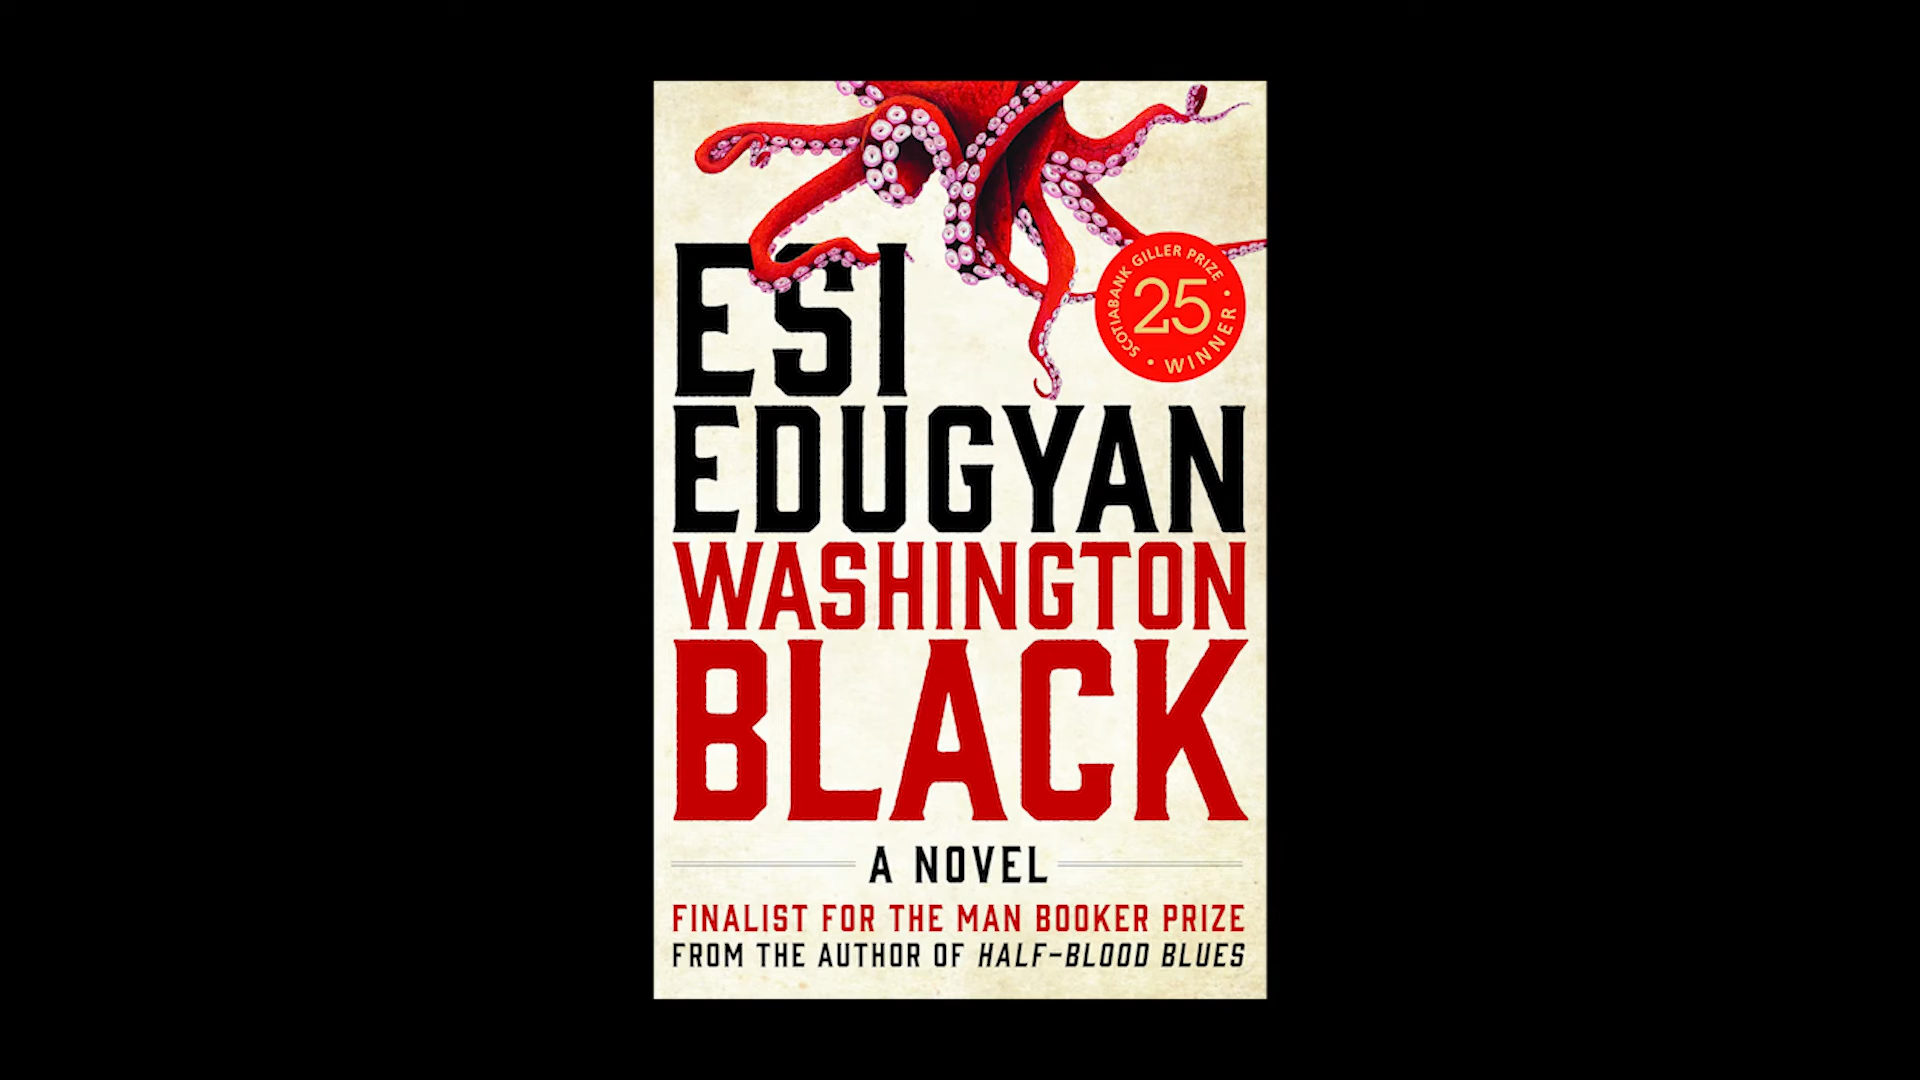 ESI
EDUGYAN
SCOTIABANK GILLER PRIZE
25
• WINNER •
WASHINGTON
BLACK
A NOVEL
FINALIST FOR THE MAN BOOKER PRIZE
FROM THE AUTHOR OF HALF-BLOOD BLUES